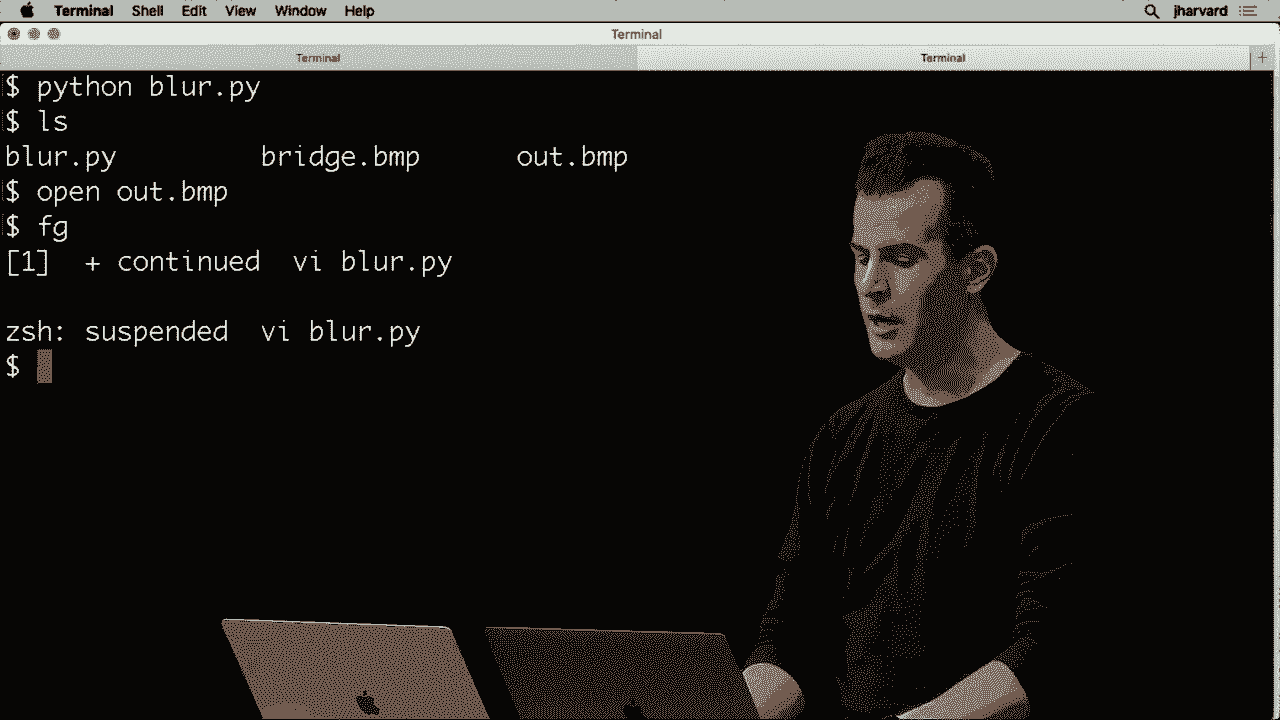 Terminal Shell Edit View Window Help jharvard
Terminal
Terminal Terminal +
$ python blur.py
$ ls
blur.py bridge.bmp out.bmp
$ open out.bmp
$ fg
[1] + continued vi blur.py
zsh: suspended vi blur.py
$